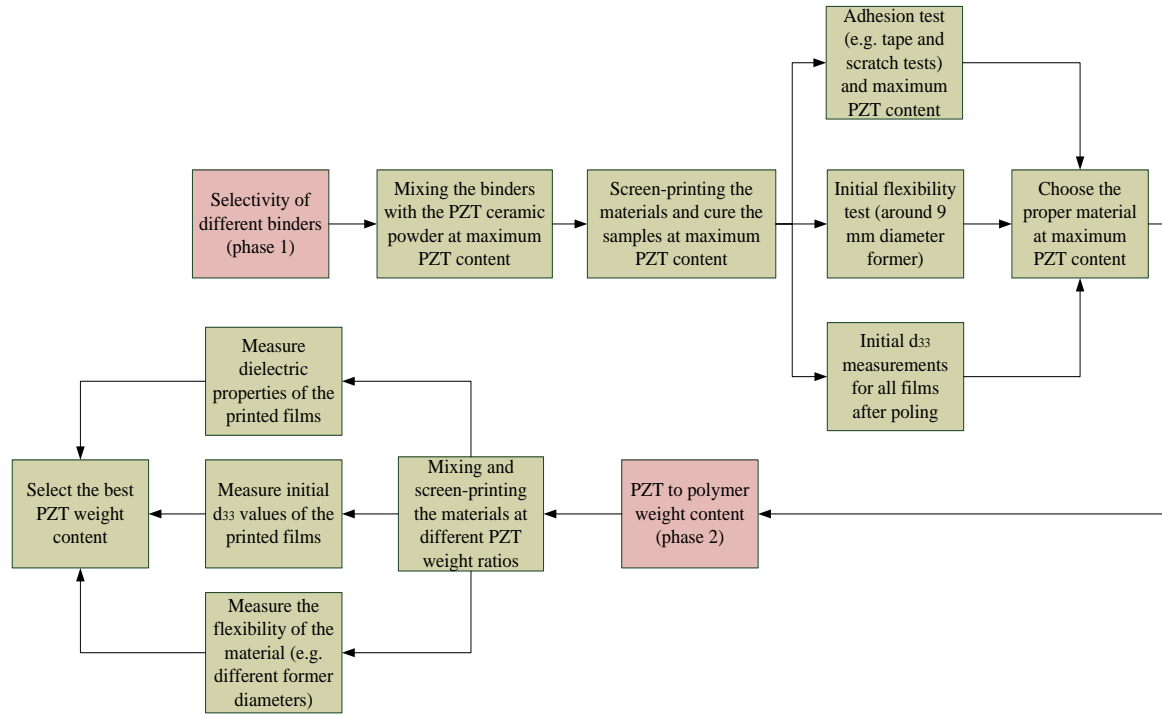 Selectivity of
different binders
(phase 1)
Mixing the binders
with the PZT ceramic
powder at maximum
PZT content
Screen-printing the
materials and cure the
samples at maximum
PZT content
Adhesion test
(e.g. tape and
scratch tests)
and maximum
PZT content
Initial flexibility
test (around 9
mm diameter
former)
Initial d33
measurements
for all films
after poling
Choose the
proper material
at maximum
PZT content
PZT to polymer
weight content
(phase 2)
Mixing and
screen-printing
the materials at
different PZT
weight ratios
Measure
dielectric
properties of the
printed films
Measure initial
d33 values of the
printed films
Measure the
flexibility of the
material (e.g.
different former
diameters)
Select the best
PZT weight
content